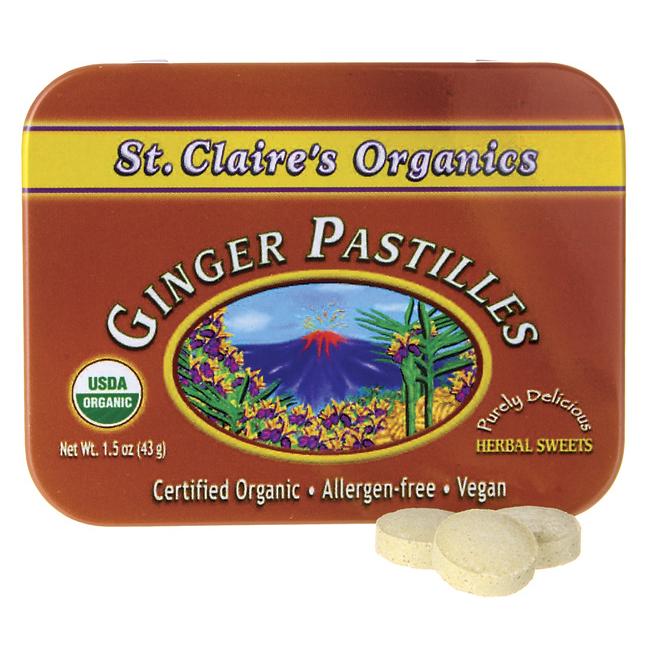 St. Claire's Organics
GINGER PASTILLES
USDA
ORGANIC
Net Wt. 1.5 oz (43 g)
Purely Delicious
HERBAL SWEETS
Certified Organic • Allergen-free • Vegan